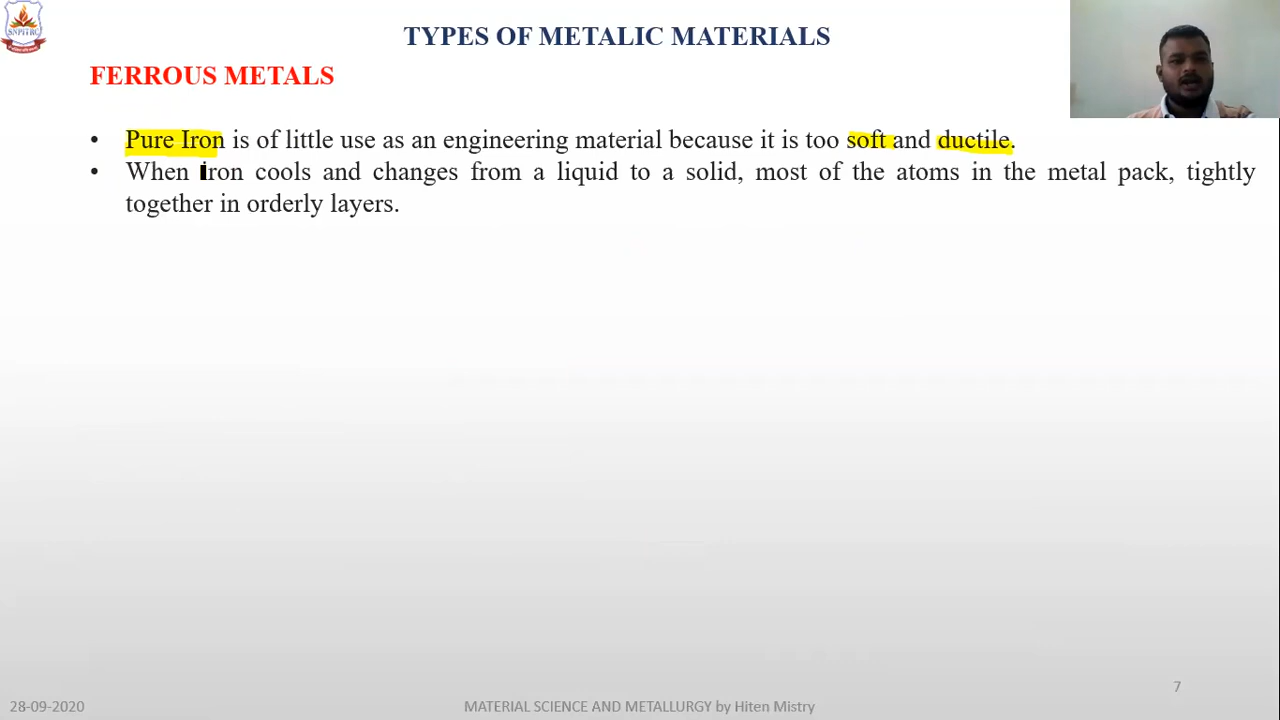 SNPITRC
TYPES OF METALIC MATERIALS
FERROUS METALS
• Pure Iron is of little use as an engineering material because it is too soft and ductile.
• When iron cools and changes from a liquid to a solid, most of the atoms in the metal pack, tightly
together in orderly layers.
7
28-09-2020
MATERIAL SCIENCE AND METALLURGY by Hiten Mistry